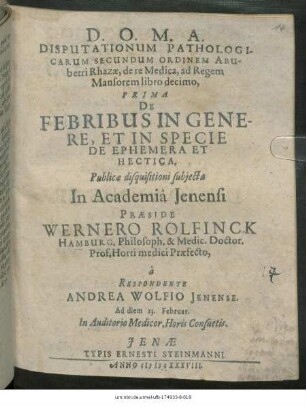 D. O. M. A.
DISPUTATIONUM PATHOLOGI-
CARUM SECUNDUM ORDINEM ABU-
betri Rhazæ, de re Medica, ad Regem
Mansorem libro decimo,
PRIMA
DE
FEBRIBUS IN GENE-
RE, ET IN SPECIE
DE EPHEMERA ET
HECTICA,
Publicæ disquisitioni subjecta
In Academiâ Jenensi
PRÆSIDE
WERNERO ROLFINCK
HAMBURG. Philosoph. & Medic. Doctor.
Prof. Horti medici Præfecto,
à
RESPONDENTE
ANDREA WOLFIO JENENSE.
Ad diem 23. Februar.
In Auditorio Medicor. Horis Consuetis.
JENÆ
TYPIS ERNESTI STEINMANNI
ANNO XXXVIII.